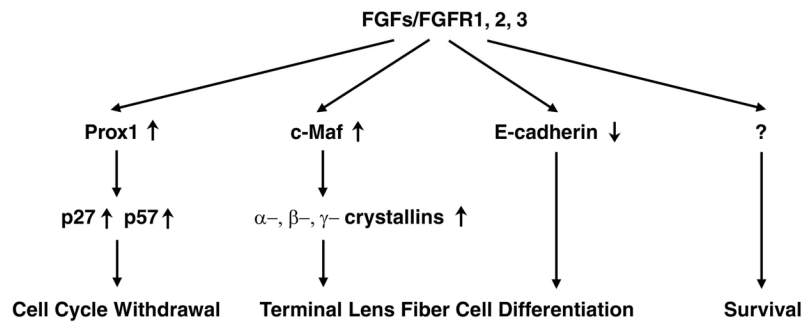 FGFs/FGFR1, 2, 3
Prox1 ↑ c-Maf ↑ E-cadherin ↓ ?
p27↑ p57↑ α–, β–, γ– crystallins ↑
Cell Cycle Withdrawal Terminal Lens Fiber Cell Differentiation Survival